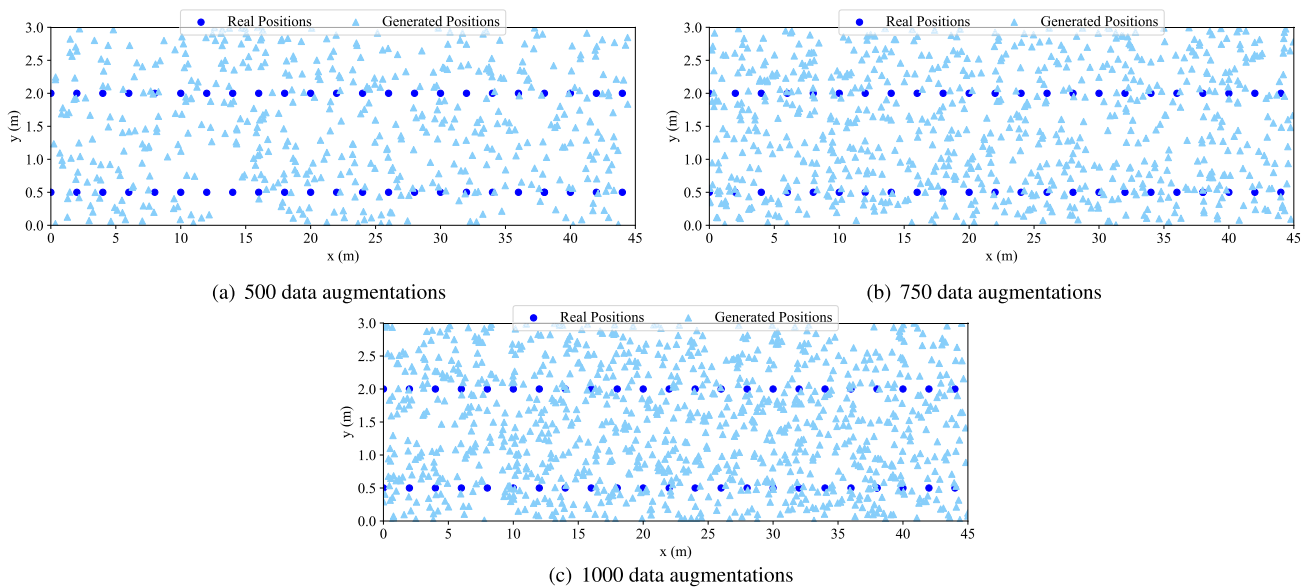 Real Positions Generated Positions
3.0
2.5
2.0
1.5
1.0
0.5
0.0
y (m)
0 5 10 15 20 25 30 35 40 45
x (m)
(a) 500 data augmentations
Real Positions Generated Positions
3.0
2.5
2.0
1.5
1.0
0.5
0.0
y (m)
0 5 10 15 20 25 30 35 40 45
x (m)
(b) 750 data augmentations
Real Positions Generated Positions
3.0
2.5
2.0
1.5
1.0
0.5
0.0
y (m)
0 5 10 15 20 25 30 35 40 45
x (m)
(c) 1000 data augmentations